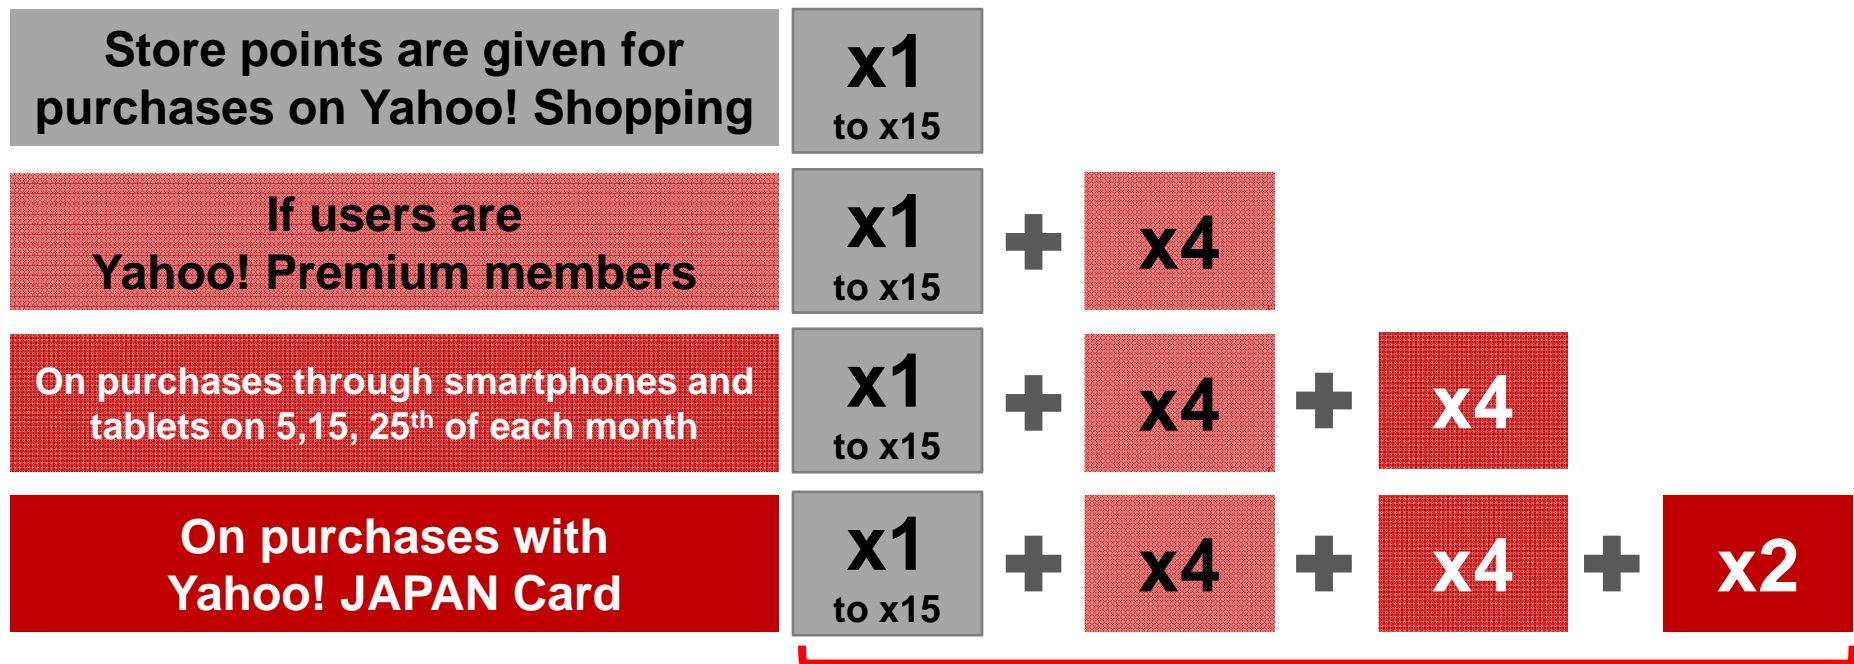 Store points are given for
purchases on Yahoo! Shopping
x1
to x15
If users are
Yahoo! Premium members
x1
to x15
x4
On purchases through smartphones and
tablets on 5,15, 25th of each month
x1
to x15
x4
x4
On purchases with
Yahoo! JAPAN Card
x1
to x15
x4
x4
x2